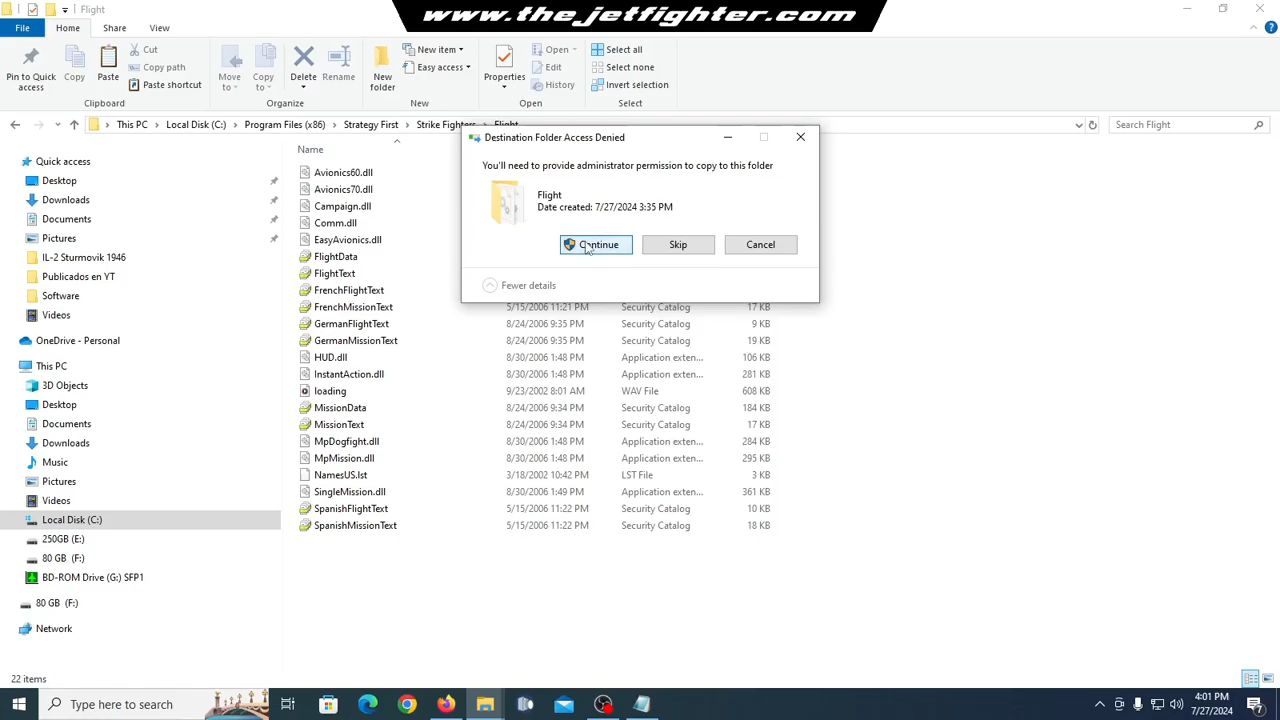 Flight
www.thejetfighter.com
File Home Share View
Pin to Quick access
Copy
Paste
Cut
Copy path
Paste shortcut
Clipboard
Move to
Copy to
Delete
Rename
Organize
New folder
New item
Easy access
New
Properties
Open
Edit
History
Open
Select all
Select none
Invert selection
Select
This PC > Local Disk (C:) > Program Files (x86) > Strategy First > Strike Fighters > Flight
Search Flight
Quick access
Desktop
Downloads
Documents
Pictures
IL-2 Sturmovik 1946
Publicados en YT
Software
Videos
OneDrive - Personal
This PC
3D Objects
Desktop
Documents
Downloads
Music
Pictures
Videos
Local Disk (C:)
250GB (E:)
80 GB (F:)
BD-ROM Drive (G:) SFP1
80 GB (F:)
Network
Name
Avionics60.dll
Avionics70.dll
Campaign.dll
Comm.dll
EasyAvionics.dll
FlightData
FlightText
FrenchFlightText
FrenchMissionText 5/15/2006 11:21 PM Security Catalog 17 KB
GermanFlightText 8/24/2006 9:35 PM Security Catalog 9 KB
GermanMissionText 8/24/2006 9:35 PM Security Catalog 19 KB
HUD.dll 8/30/2006 1:48 PM Application exten... 106 KB
InstantAction.dll 8/30/2006 1:48 PM Application exten... 281 KB
loading 9/23/2002 8:01 AM WAV File 608 KB
MissionData 8/24/2006 9:34 PM Security Catalog 184 KB
MissionText 8/24/2006 9:34 PM Security Catalog 17 KB
MpDogfight.dll 8/30/2006 1:48 PM Application exten... 284 KB
MpMission.dll 8/30/2006 1:48 PM Application exten... 295 KB
NamesUS.lst 3/18/2002 10:42 PM LST File 3 KB
SingleMission.dll 8/30/2006 1:49 PM Application exten... 361 KB
SpanishFlightText 5/15/2006 11:22 PM Security Catalog 10 KB
SpanishMissionText 5/15/2006 11:22 PM Security Catalog 18 KB
Destination Folder Access Denied
You'll need to provide administrator permission to copy to this folder
Flight
Date created: 7/27/2024 3:35 PM
Continue Skip Cancel
Fewer details
22 items
Type here to search
4:01 PM
7/27/2024